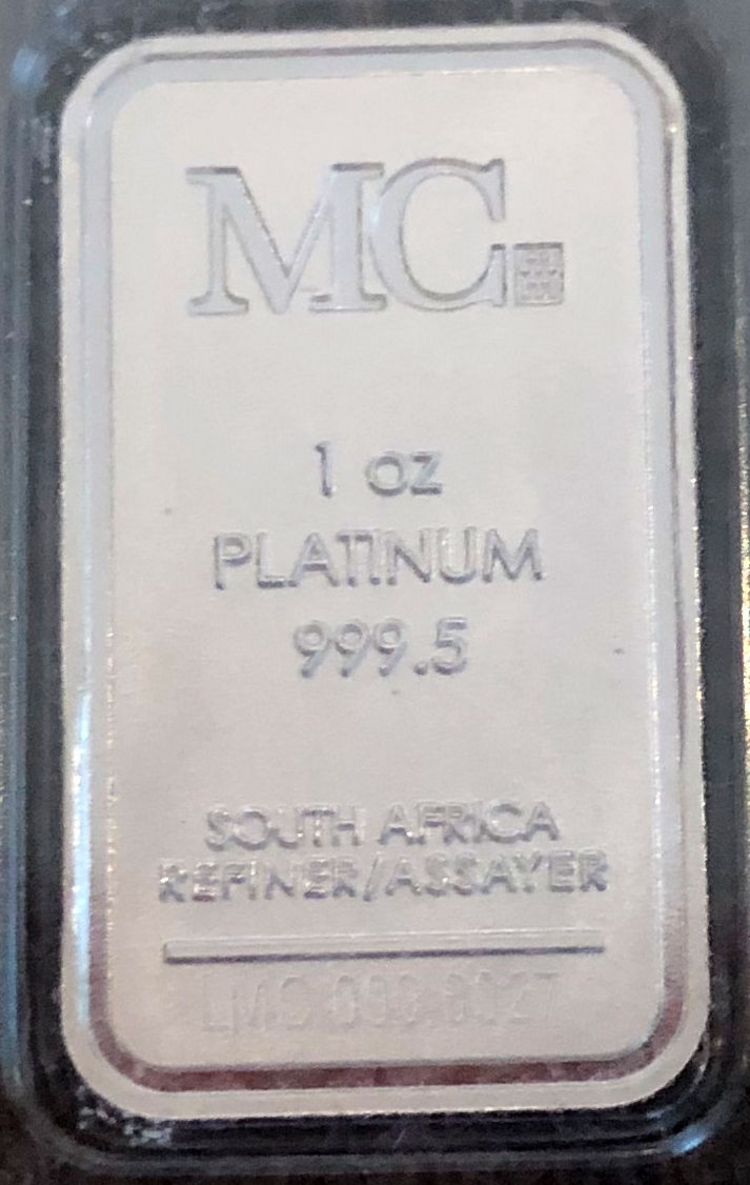 MC
1 oz
PLATINUM
999.5
SOUTH AFRICA
REFINER/ASSAYER